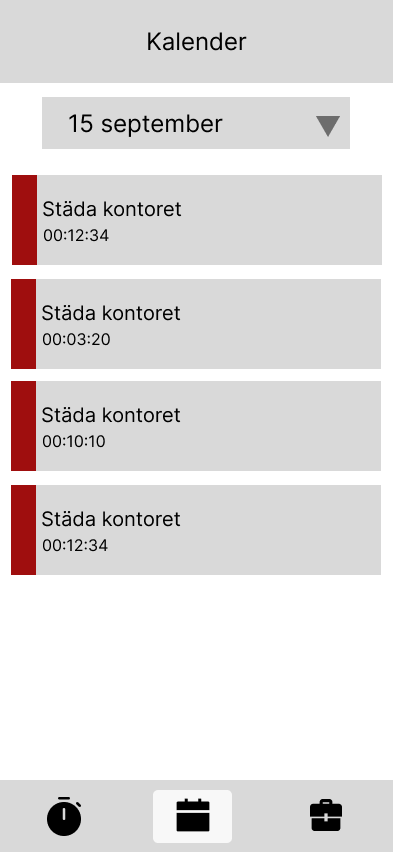 Kalender
15 september
Städa kontoret
00:12:34
Städa kontoret
00:03:20
Städa kontoret
00:10:10
Städa kontoret
00:12:34